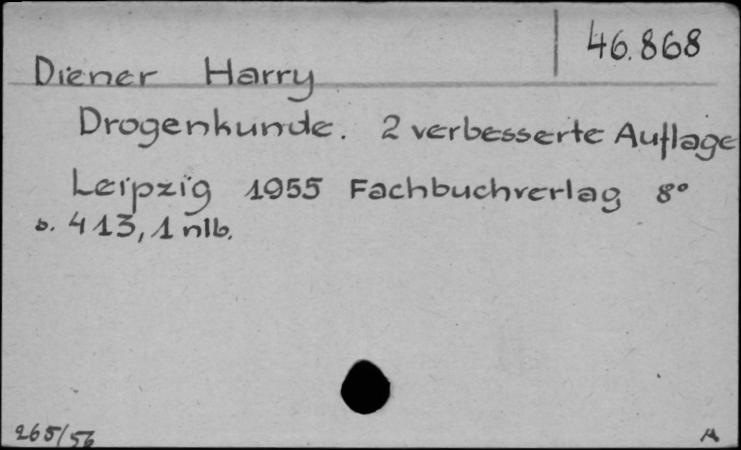 46.868
Diener Harry
Drogenkunde. 2 verbesserte Auflage
Leipzig 1955 Fachbuchverlag 8°
s. 413, 1 nlb.
265/56
A